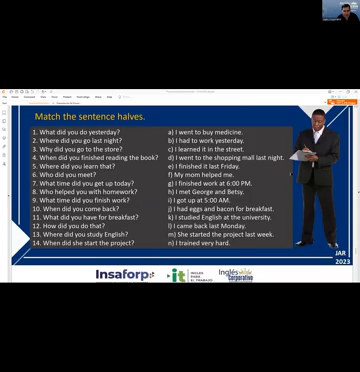 Match the sentence halves.
1. What did you do yesterday?
2. Where did you go last night?
3. Why did you go to the store?
4. When did you finished reading the book?
5. Where did you learn that?
6. Who did you meet?
7. What time did you get up today?
8. Who helped you with homework?
9. What time did you finish work?
10. When did you come back?
11. What did you have for breakfast?
12. How did you do that?
13. Where did you study English?
14. When did she start the project?
a) I went to buy medicine.
b) I had to work yesterday.
c) I learned it in the street.
d) I went to the shopping mall last night.
e) I finished it last Friday.
f) My mom helped me.
g) I finished work at 6:00 PM.
h) I met George and Betsy.
i) I got up at 5:00 AM.
j) I had eggs and bacon for breakfast.
k) I studied English at the university.
l) I came back last Monday.
m) She started the project last week.
n) I trained very hard.
JAR
2023
Insaforp
it
INGLÉS
PARA
EL TRABAJO
Inglés
Corporativo